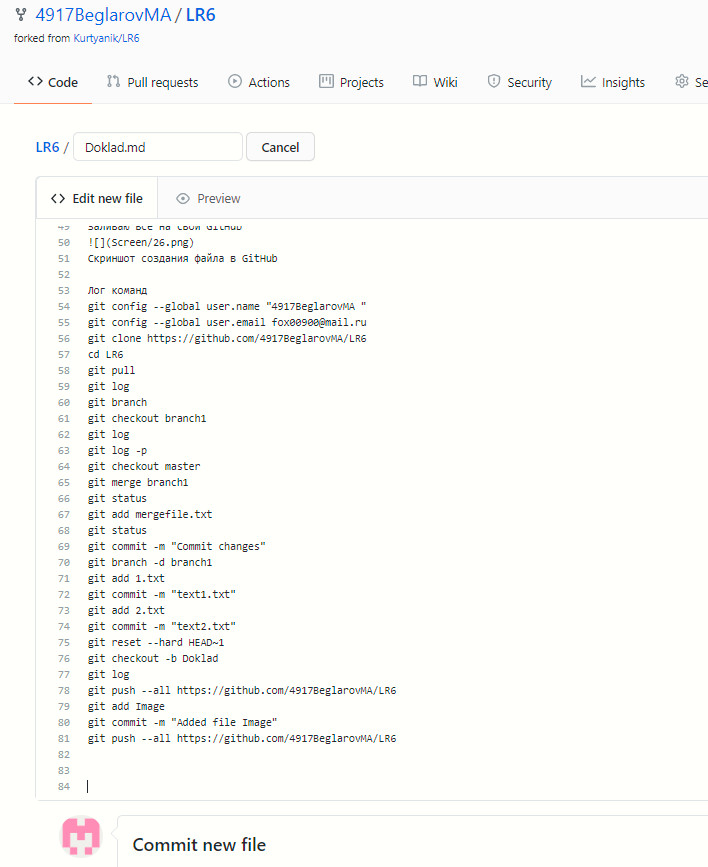 4917BeglarovMA / LR6
forked from Kurtyanik/LR6
Code Pull requests Actions Projects Wiki Security Insights Se
LR6 / Doklad.md Cancel
Edit new file Preview
49 Заливаю все на свой GitHub
50 ![](Screen/26.png)
51 Скриншот создания файла в GitHub
52
53 Лог команд
54 git config --global user.name "4917BeglarovMA "
55 git config --global user.email fox00900@mail.ru
56 git clone https://github.com/4917BeglarovMA/LR6
57 cd LR6
58 git pull
59 git log
60 git branch
61 git checkout branch1
62 git log
63 git log -p
64 git checkout master
65 git merge branch1
66 git status
67 git add mergefile.txt
68 git status
69 git commit -m "Commit changes"
70 git branch -d branch1
71 git add 1.txt
72 git commit -m "text1.txt"
73 git add 2.txt
74 git commit -m "text2.txt"
75 git reset --hard HEAD~1
76 git checkout -b Doklad
77 git log
78 git push --all https://github.com/4917BeglarovMA/LR6
79 git add Image
80 git commit -m "Added file Image"
81 git push --all https://github.com/4917BeglarovMA/LR6
82
83
84
Commit new file